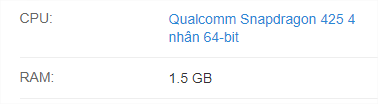 CPU: Qualcomm Snapdragon 425 4
nhân 64-bit
RAM: 1.5 GB